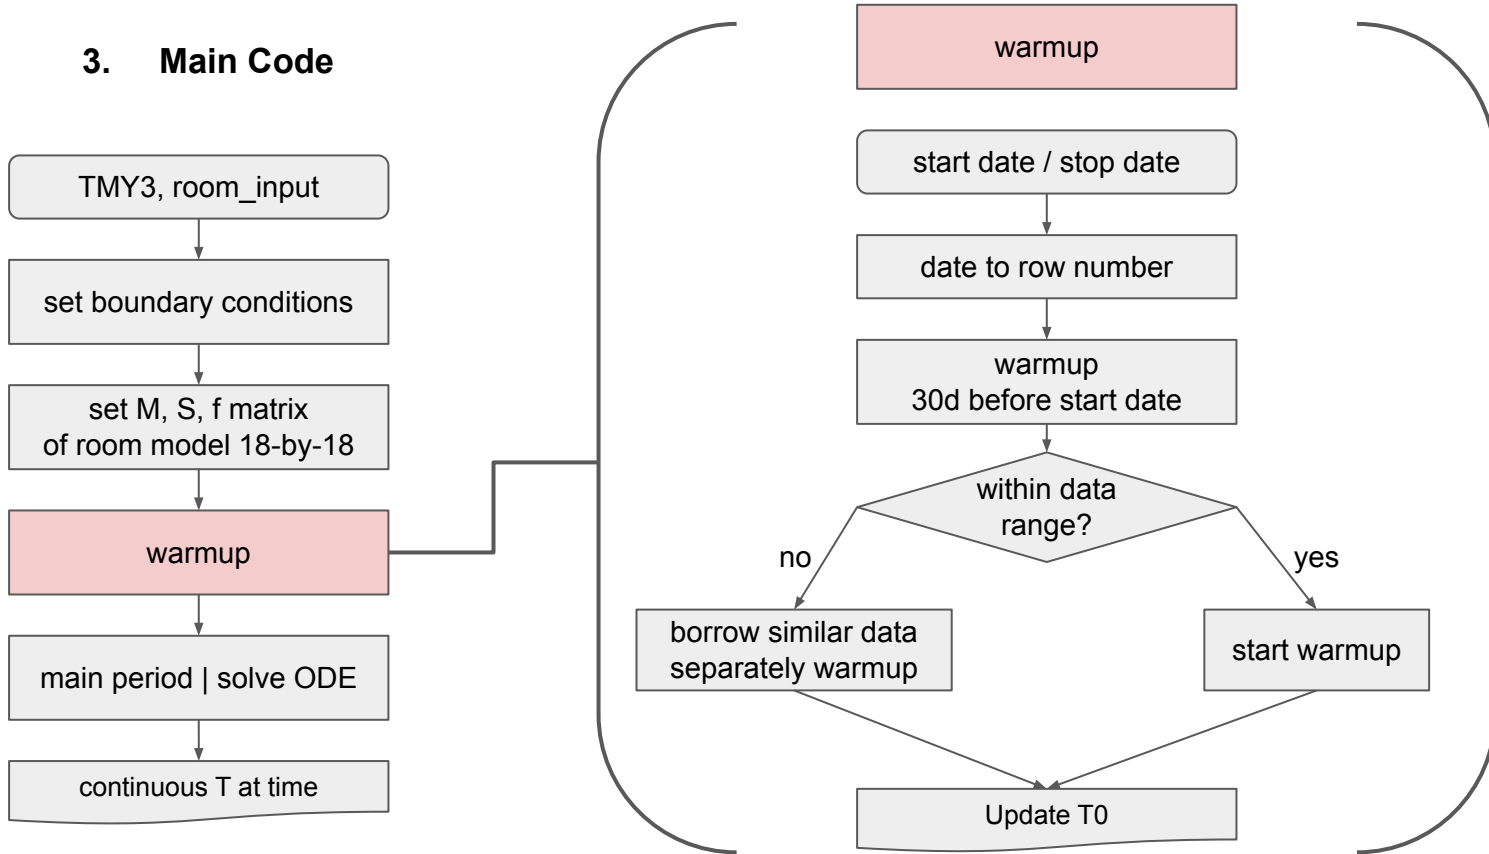 3. Main Code
TMY3, room_input
set boundary conditions
set M, S, f matrix
of room model 18-by-18
warmup
main period | solve ODE
continuous T at time
warmup
start date / stop date
date to row number
warmup
30d before start date
within data
range?
no
yes
borrow similar data
separately warmup
start warmup
Update T0